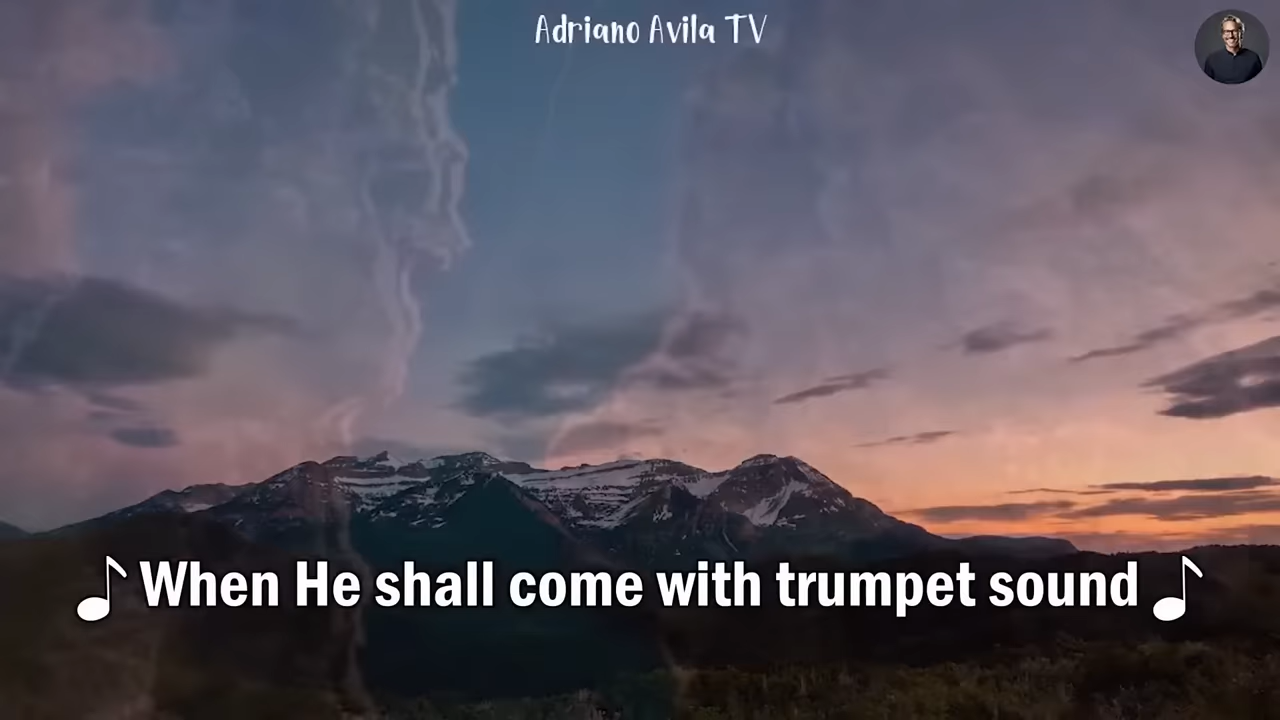 Adriano Avila TV
♪ When He shall come with trumpet sound ♪